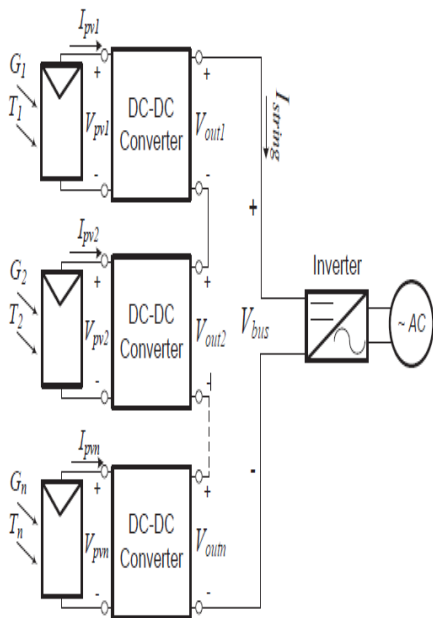 I_pv1
G_1
T_1
+
V_pv1
-
DC-DC
Converter
+
V_out1
-
I_string
+
I_pv2
G_2
T_2
+
V_pv2
-
DC-DC
Converter
+
V_out2
-
V_bus
Inverter
~ AC
I_pvn
G_n
T_n
+
V_pvn
-
DC-DC
Converter
+
V_outn
-
-